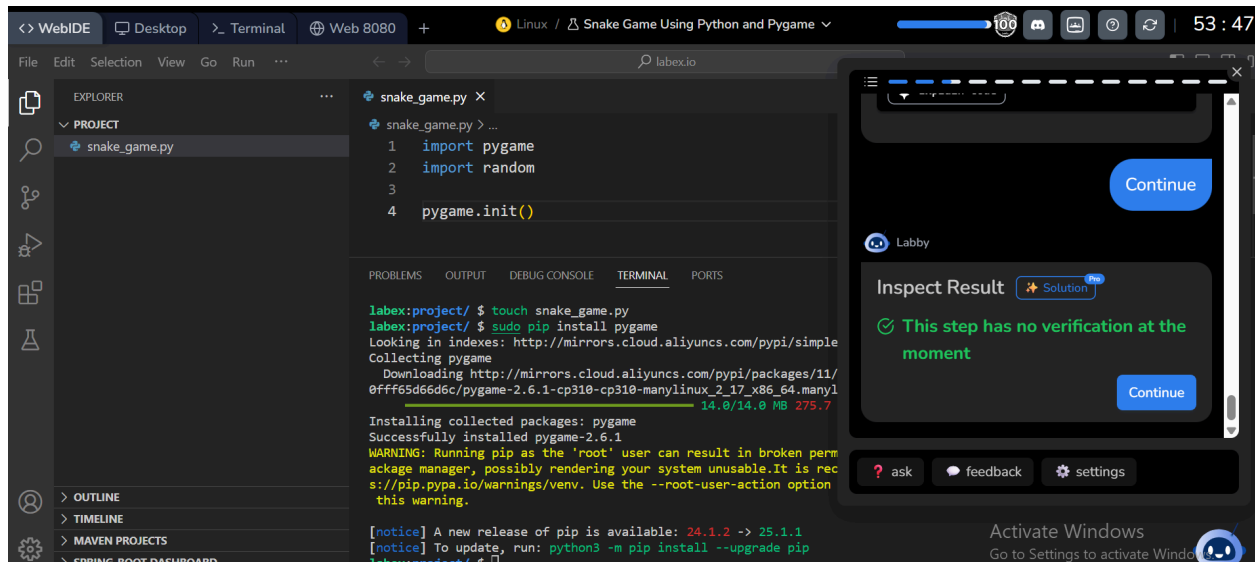 <> WebIDE Desktop >_ Terminal Web 8080 + Linux / Snake Game Using Python and Pygame 100 53 : 47
File Edit Selection View Go Run ··· labex.io
EXPLORER ···
PROJECT
snake_game.py
OUTLINE
TIMELINE
MAVEN PROJECTS
SPRING-BOOT DASHBOARD
snake_game.py ×
snake_game.py > ...
1 import pygame
2 import random
3
4 pygame.init()
PROBLEMS OUTPUT DEBUG CONSOLE TERMINAL PORTS
labex:project/ $ touch snake_game.py
labex:project/ $ sudo pip install pygame
Looking in indexes: http://mirrors.cloud.aliyuncs.com/pypi/simple
Collecting pygame
Downloading http://mirrors.cloud.aliyuncs.com/pypi/packages/11/
0fff65d66d6c/pygame-2.6.1-cp310-cp310-manylinux_2_17_x86_64.manyl
14.0/14.0 MB 275.7
Installing collected packages: pygame
Successfully installed pygame-2.6.1
WARNING: Running pip as the 'root' user can result in broken perm
ackage manager, possibly rendering your system unusable.It is rec
s://pip.pypa.io/warnings/venv. Use the --root-user-action option
this warning.
[notice] A new release of pip is available: 24.1.2 -> 25.1.1
[notice] To update, run: python3 -m pip install --upgrade pip
labex:project/ $
Continue
Labby
Inspect Result Solution Pro
This step has no verification at the
moment
Continue
? ask feedback settings
Activate Windows
Go to Settings to activate Windows